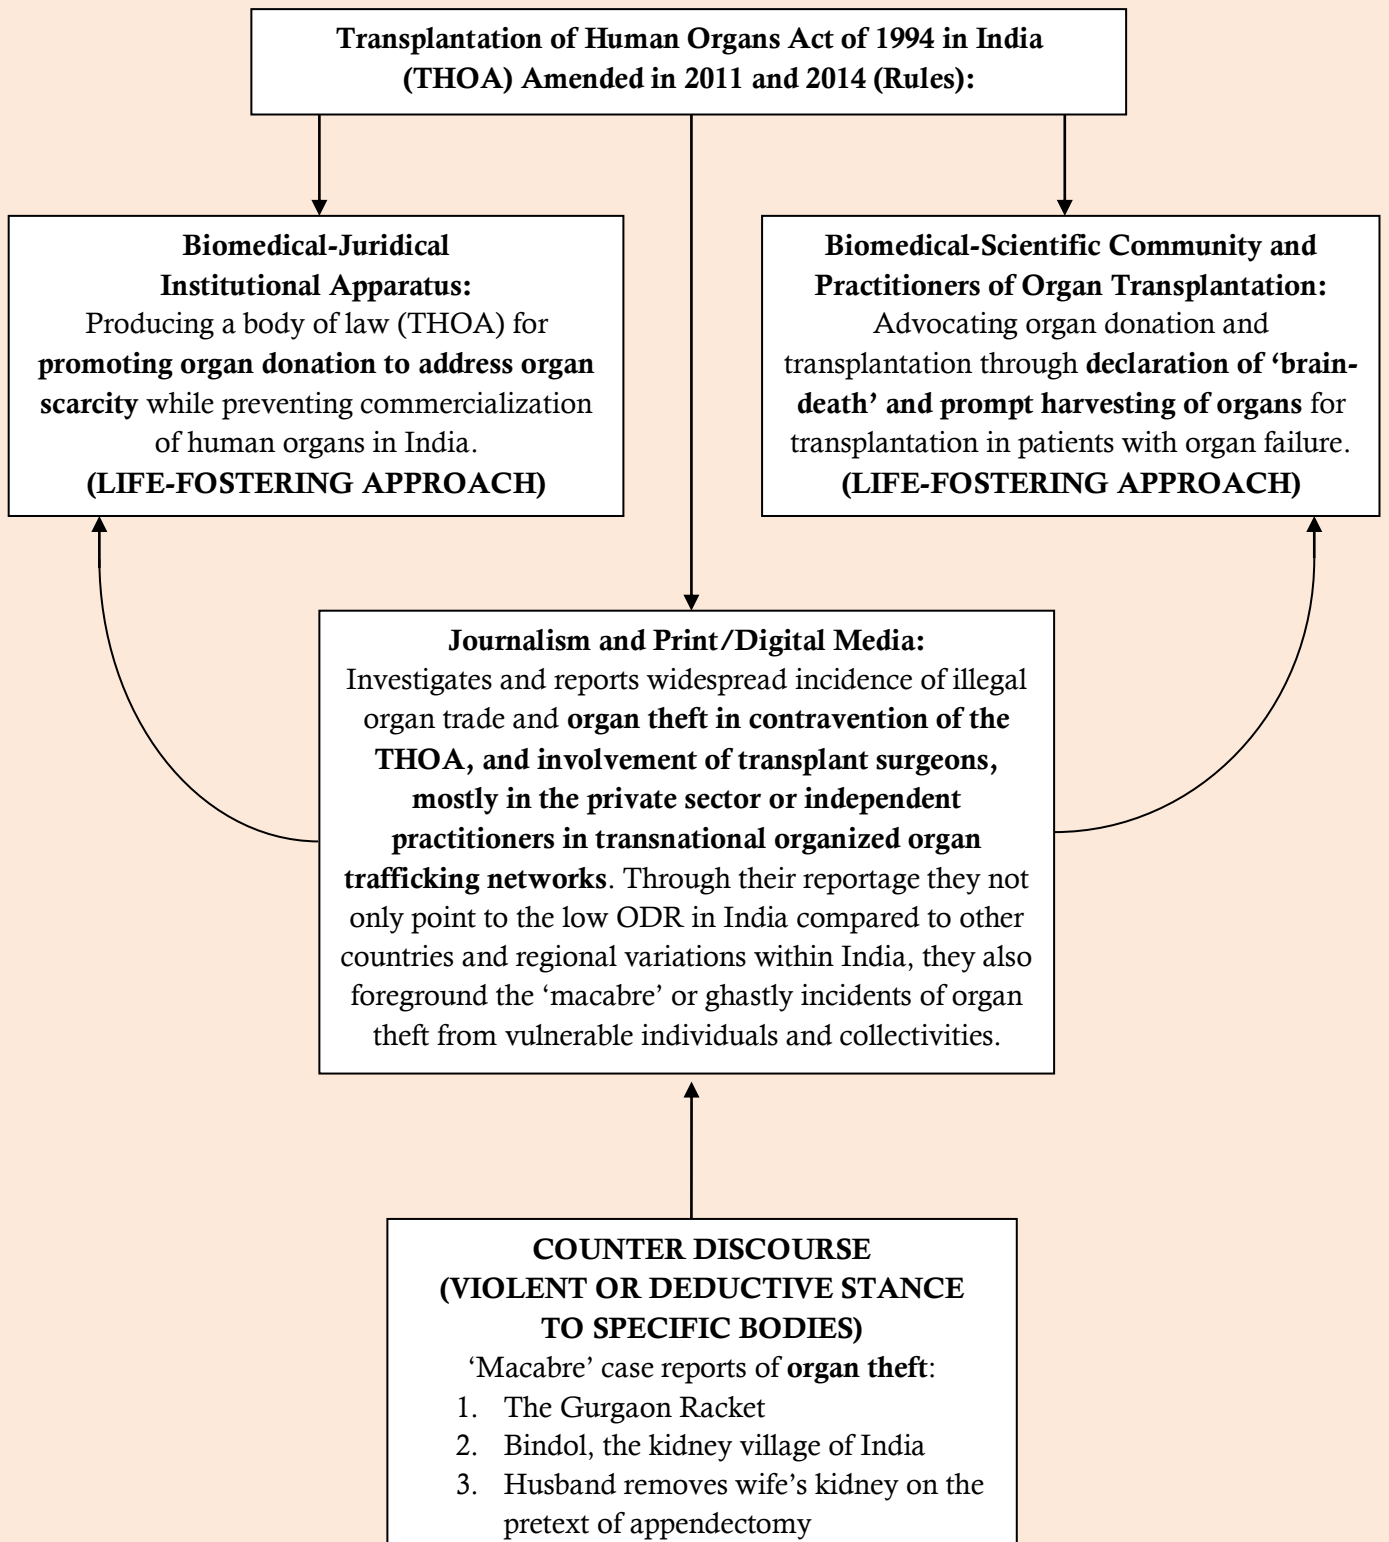 Transplantation of Human Organs Act of 1994 in India
(THOA) Amended in 2011 and 2014 (Rules):
Biomedical-Juridical
Institutional Apparatus:
Producing a body of law (THOA) for
promoting organ donation to address organ
scarcity while preventing commercialization
of human organs in India.
(LIFE-FOSTERING APPROACH)
Biomedical-Scientific Community and
Practitioners of Organ Transplantation:
Advocating organ donation and
transplantation through declaration of ‘brain-
death’ and prompt harvesting of organs for
transplantation in patients with organ failure.
(LIFE-FOSTERING APPROACH)
Journalism and Print/Digital Media:
Investigates and reports widespread incidence of illegal
organ trade and organ theft in contravention of the
THOA, and involvement of transplant surgeons,
mostly in the private sector or independent
practitioners in transnational organized organ
trafficking networks. Through their reportage they not
only point to the low ODR in India compared to other
countries and regional variations within India, they also
foreground the ‘macabre’ or ghastly incidents of organ
theft from vulnerable individuals and collectivities.
COUNTER DISCOURSE
(VIOLENT OR DEDUCTIVE STANCE
TO SPECIFIC BODIES)
‘Macabre’ case reports of organ theft:
1. The Gurgaon Racket
2. Bindol, the kidney village of India
3. Husband removes wife’s kidney on the
pretext of appendectomy